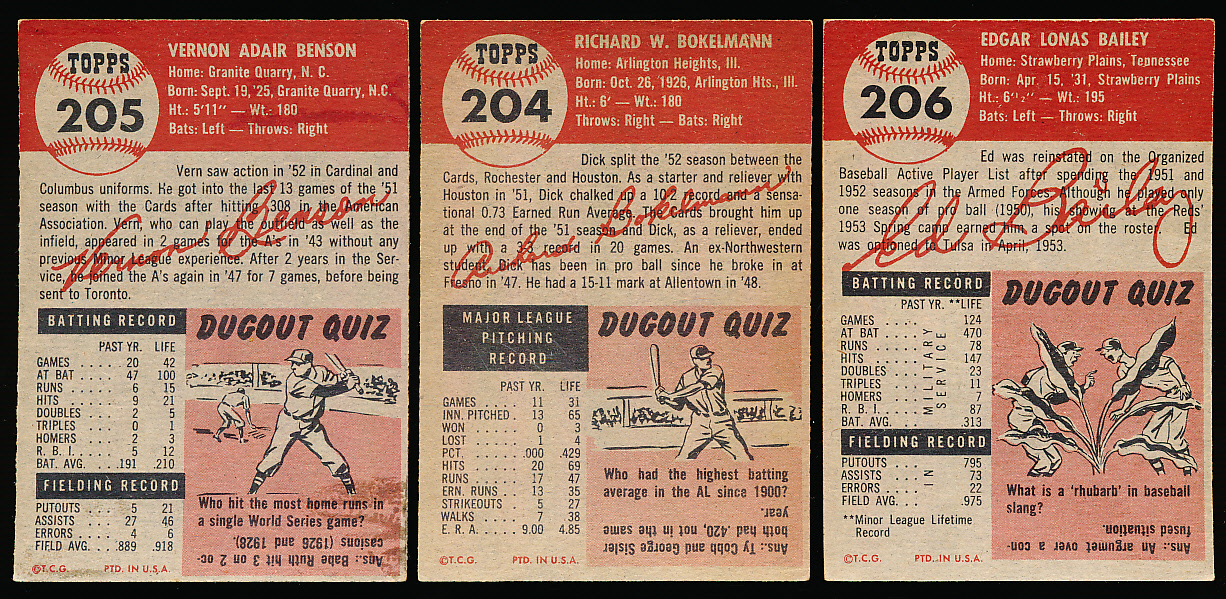 TOPPS
205
VERNON ADAIR BENSON
Home: Granite Quarry, N. C.
Born: Sept. 19,'25, Granite Quarry, N.C.
Ht.: 5'11" — Wt.: 180
Bats: Left — Throws: Right
Vern saw action in '52 in Cardinal and
Columbus uniforms. He got into the last 13 games of the '51
season with the Cards after hitting .308 in the American
Association. Vern, who can play the outfield as well as the
infield, appeared in 2 games for the A's in '43 without any
previous Minor League experience. After 2 years in the Ser-
vice, he joined the A's again in '47 for 7 games, before being
sent to Toronto.
Vernon Benson
BATTING RECORD
PAST YR. LIFE
GAMES .... 20 42
AT BAT .... 47 100
RUNS .... 6 15
HITS .... 9 21
DOUBLES ... 2 5
TRIPLES ... 0 1
HOMERS ... 2 3
R. B. I. .... 5 12
BAT. AVG. .. .191 .210
FIELDING RECORD
PUTOUTS ... 5 21
ASSISTS ... 27 46
ERRORS ... 4 6
FIELD AVG. ... .889 .918
DUGOUT QUIZ
Who hit the most home runs in
a single World Series game?
Ans.: Babe Ruth hit 3 on 2 oc-
casions (1926 and 1928).
©T.C.G. PTD. IN U.S.A.
TOPPS
204
RICHARD W. BOKELMANN
Home: Arlington Heights, Ill.
Born: Oct. 26, 1926, Arlington Hts., Ill.
Ht.: 6' — Wt.: 180
Throws: Right — Bats: Right
Dick split the '52 season between the
Cards, Rochester and Houston. As a starter and reliever with
Houston in '51, Dick chalked up a 10-2 record and a sensa-
tional 0.73 Earned Run Average. The Cards brought him up
at the end of the '51 season and Dick, as a reliever, ended
up with a 3-3 record in 20 games. An ex-Northwestern
student, Dick has been in pro ball since he broke in at
Fresno in '47. He had a 15-11 mark at Allentown in '48.
Richard Bokelmann
MAJOR LEAGUE
PITCHING
RECORD
PAST YR. LIFE
GAMES .... 11 31
INN. PITCHED . 13 65
WON .... 0 3
LOST .... 1 4
PCT. .... .000 .429
HITS .... 20 69
RUNS .... 17 47
ERN. RUNS .. 13 35
STRIKEOUTS .. 5 27
WALKS ... 7 38
E. R. A. ... 9.00 4.85
DUGOUT QUIZ
Who had the highest batting
average in the AL since 1900?
Ans.: Ty Cobb and George Sisler
both had .420, not in the same
year
©T.C.G. PTD. IN U.S.A.
TOPPS
206
EDGAR LONAS BAILEY
Home: Strawberry Plains, Tennessee
Born: Apr. 15, '31, Strawberry Plains
Wt.: 195
Bats: Left — Throws: Right
Ed was reinstated on the Organized
Baseball Active Player List after spending the 1951 and
1952 seasons in the Armed Forces. Although he played only
one season of pro ball (1950), his showing at the Reds'
1953 Spring camp earned him a spot on the roster. Ed
was optioned to Tulsa in April, 1953.
Ed Bailey
BATTING RECORD
PAST YR. **LIFE
GAMES .... 124
AT BAT .... 470
RUNS .... 78
HITS .... 147
DOUBLES ... 23
TRIPLES ... 11
HOMERS ... 7
R. B. I. .... 87
BAT. AVG. .313
IN MILITARY SERVICE
FIELDING RECORD
PUTOUTS .. 795
ASSISTS ... 73
ERRORS ... 22
FIELD AVG. .. .975
**Minor League Lifetime
Record
DUGOUT QUIZ
What is a 'rhubarb' in baseball
slang?
Ans.: An argumet over a con-
fused situation.
©T.C.G. PTD. IN U.S.A.